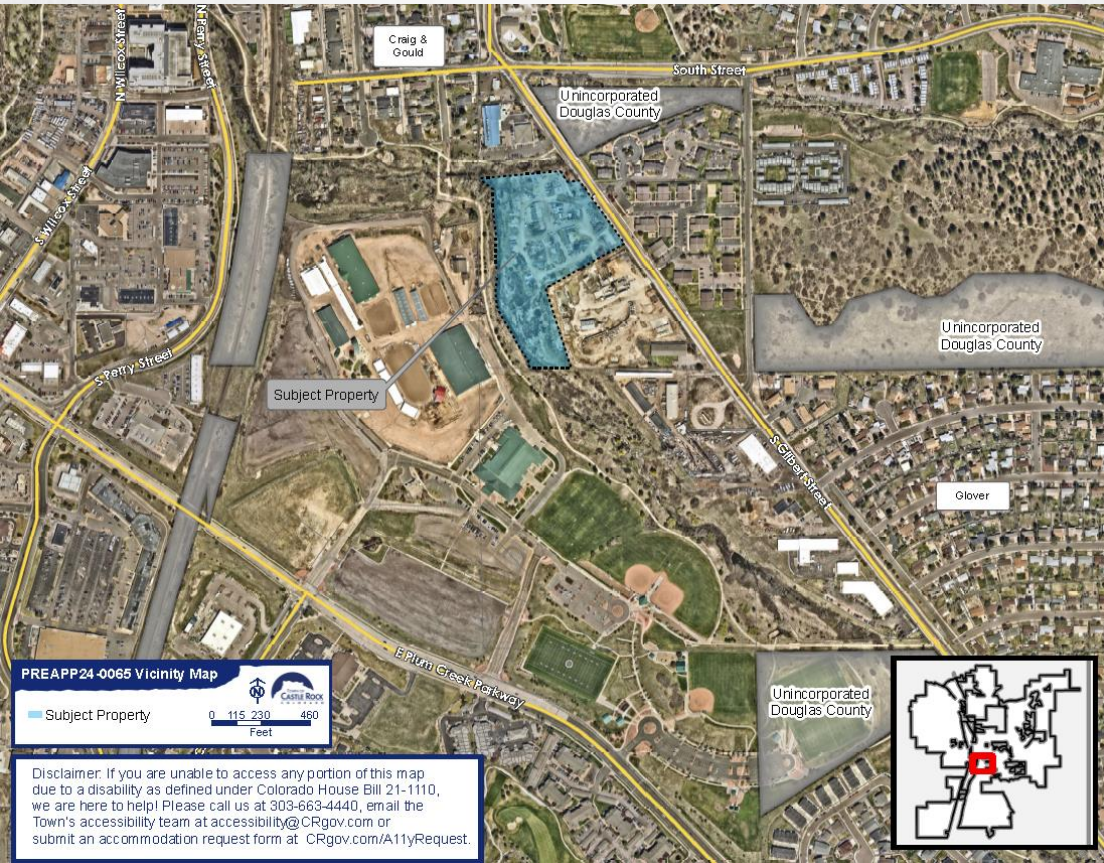 N Wilcox Street
N Perry Street
Craig &
Gould
South Street
Unincorporated
Douglas County
S Wilcox Street
Unincorporated
Douglas County
S Perry Street
Subject Property
S Gilbert Street
Glover
E Plum Creek Parkway
Unincorporated
Douglas County
PREAPP24-0065 Vicinity Map
N
CASTLE ROCK
COLORADO
Subject Property
0 115 230 460
Feet
Disclaimer: If you are unable to access any portion of this map
due to a disability as defined under Colorado House Bill 21-1110,
we are here to help! Please call us at 303-663-4440, email the
Town's accessibility team at accessibility@CRgov.com or
submit an accommodation request form at CRgov.com/A11yRequest.